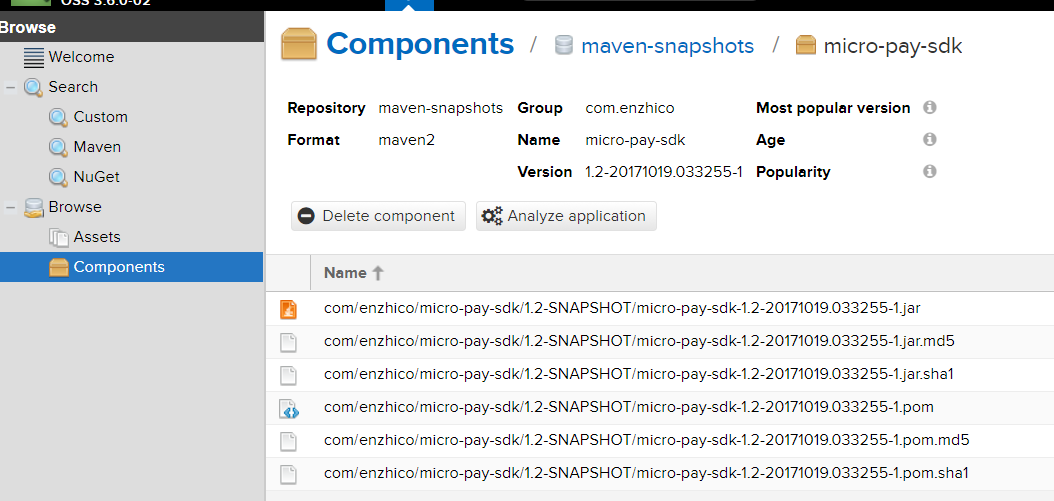 OSS 3.6.0-02
Browse
Welcome
Search
Custom
Maven
NuGet
Browse
Assets
Components
Components / maven-snapshots / micro-pay-sdk
Repository maven-snapshots Group com.enzhico Most popular version
Format maven2 Name micro-pay-sdk Age
Version 1.2-20171019.033255-1 Popularity
Delete component Analyze application
Name
com/enzhico/micro-pay-sdk/1.2-SNAPSHOT/micro-pay-sdk-1.2-20171019.033255-1.jar
com/enzhico/micro-pay-sdk/1.2-SNAPSHOT/micro-pay-sdk-1.2-20171019.033255-1.jar.md5
com/enzhico/micro-pay-sdk/1.2-SNAPSHOT/micro-pay-sdk-1.2-20171019.033255-1.jar.sha1
com/enzhico/micro-pay-sdk/1.2-SNAPSHOT/micro-pay-sdk-1.2-20171019.033255-1.pom
com/enzhico/micro-pay-sdk/1.2-SNAPSHOT/micro-pay-sdk-1.2-20171019.033255-1.pom.md5
com/enzhico/micro-pay-sdk/1.2-SNAPSHOT/micro-pay-sdk-1.2-20171019.033255-1.pom.sha1